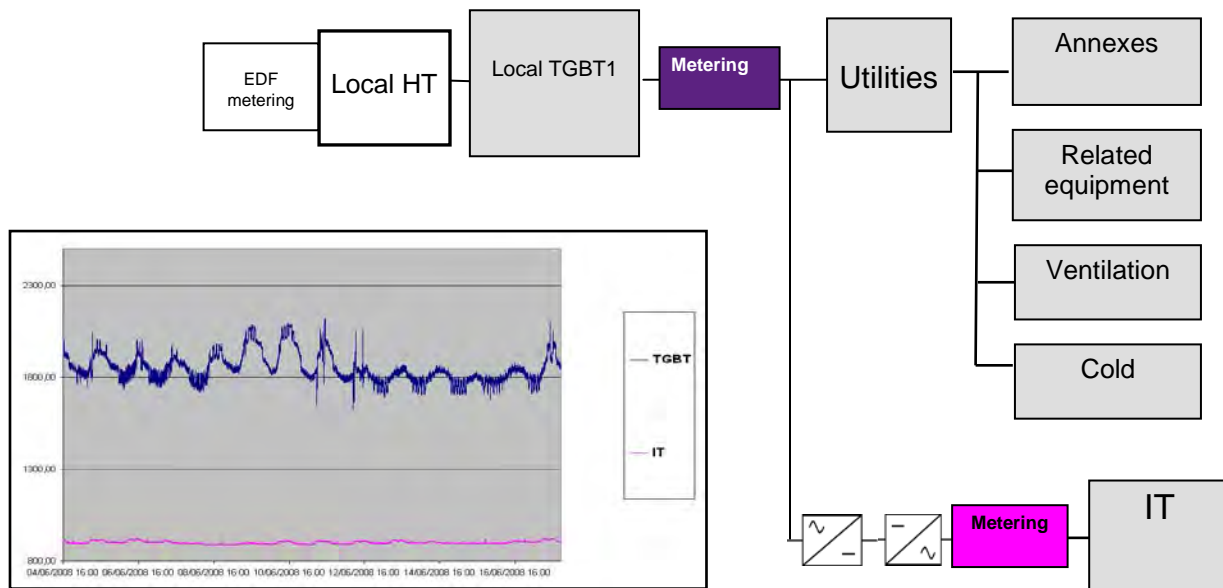 EDF
metering
Local HT
Local TGBT1
Metering
Utilities
Annexes
Related
equipment
Ventilation
Cold
2300,00
1800,00
1300,00
800,00
04/06/2008 16:00 06/06/2008 16:00 08/06/2008 16:00 10/06/2008 16:00 12/06/2008 16:00 14/06/2008 16:00 16/06/2008 16:00
TGBT
IT
Metering
IT